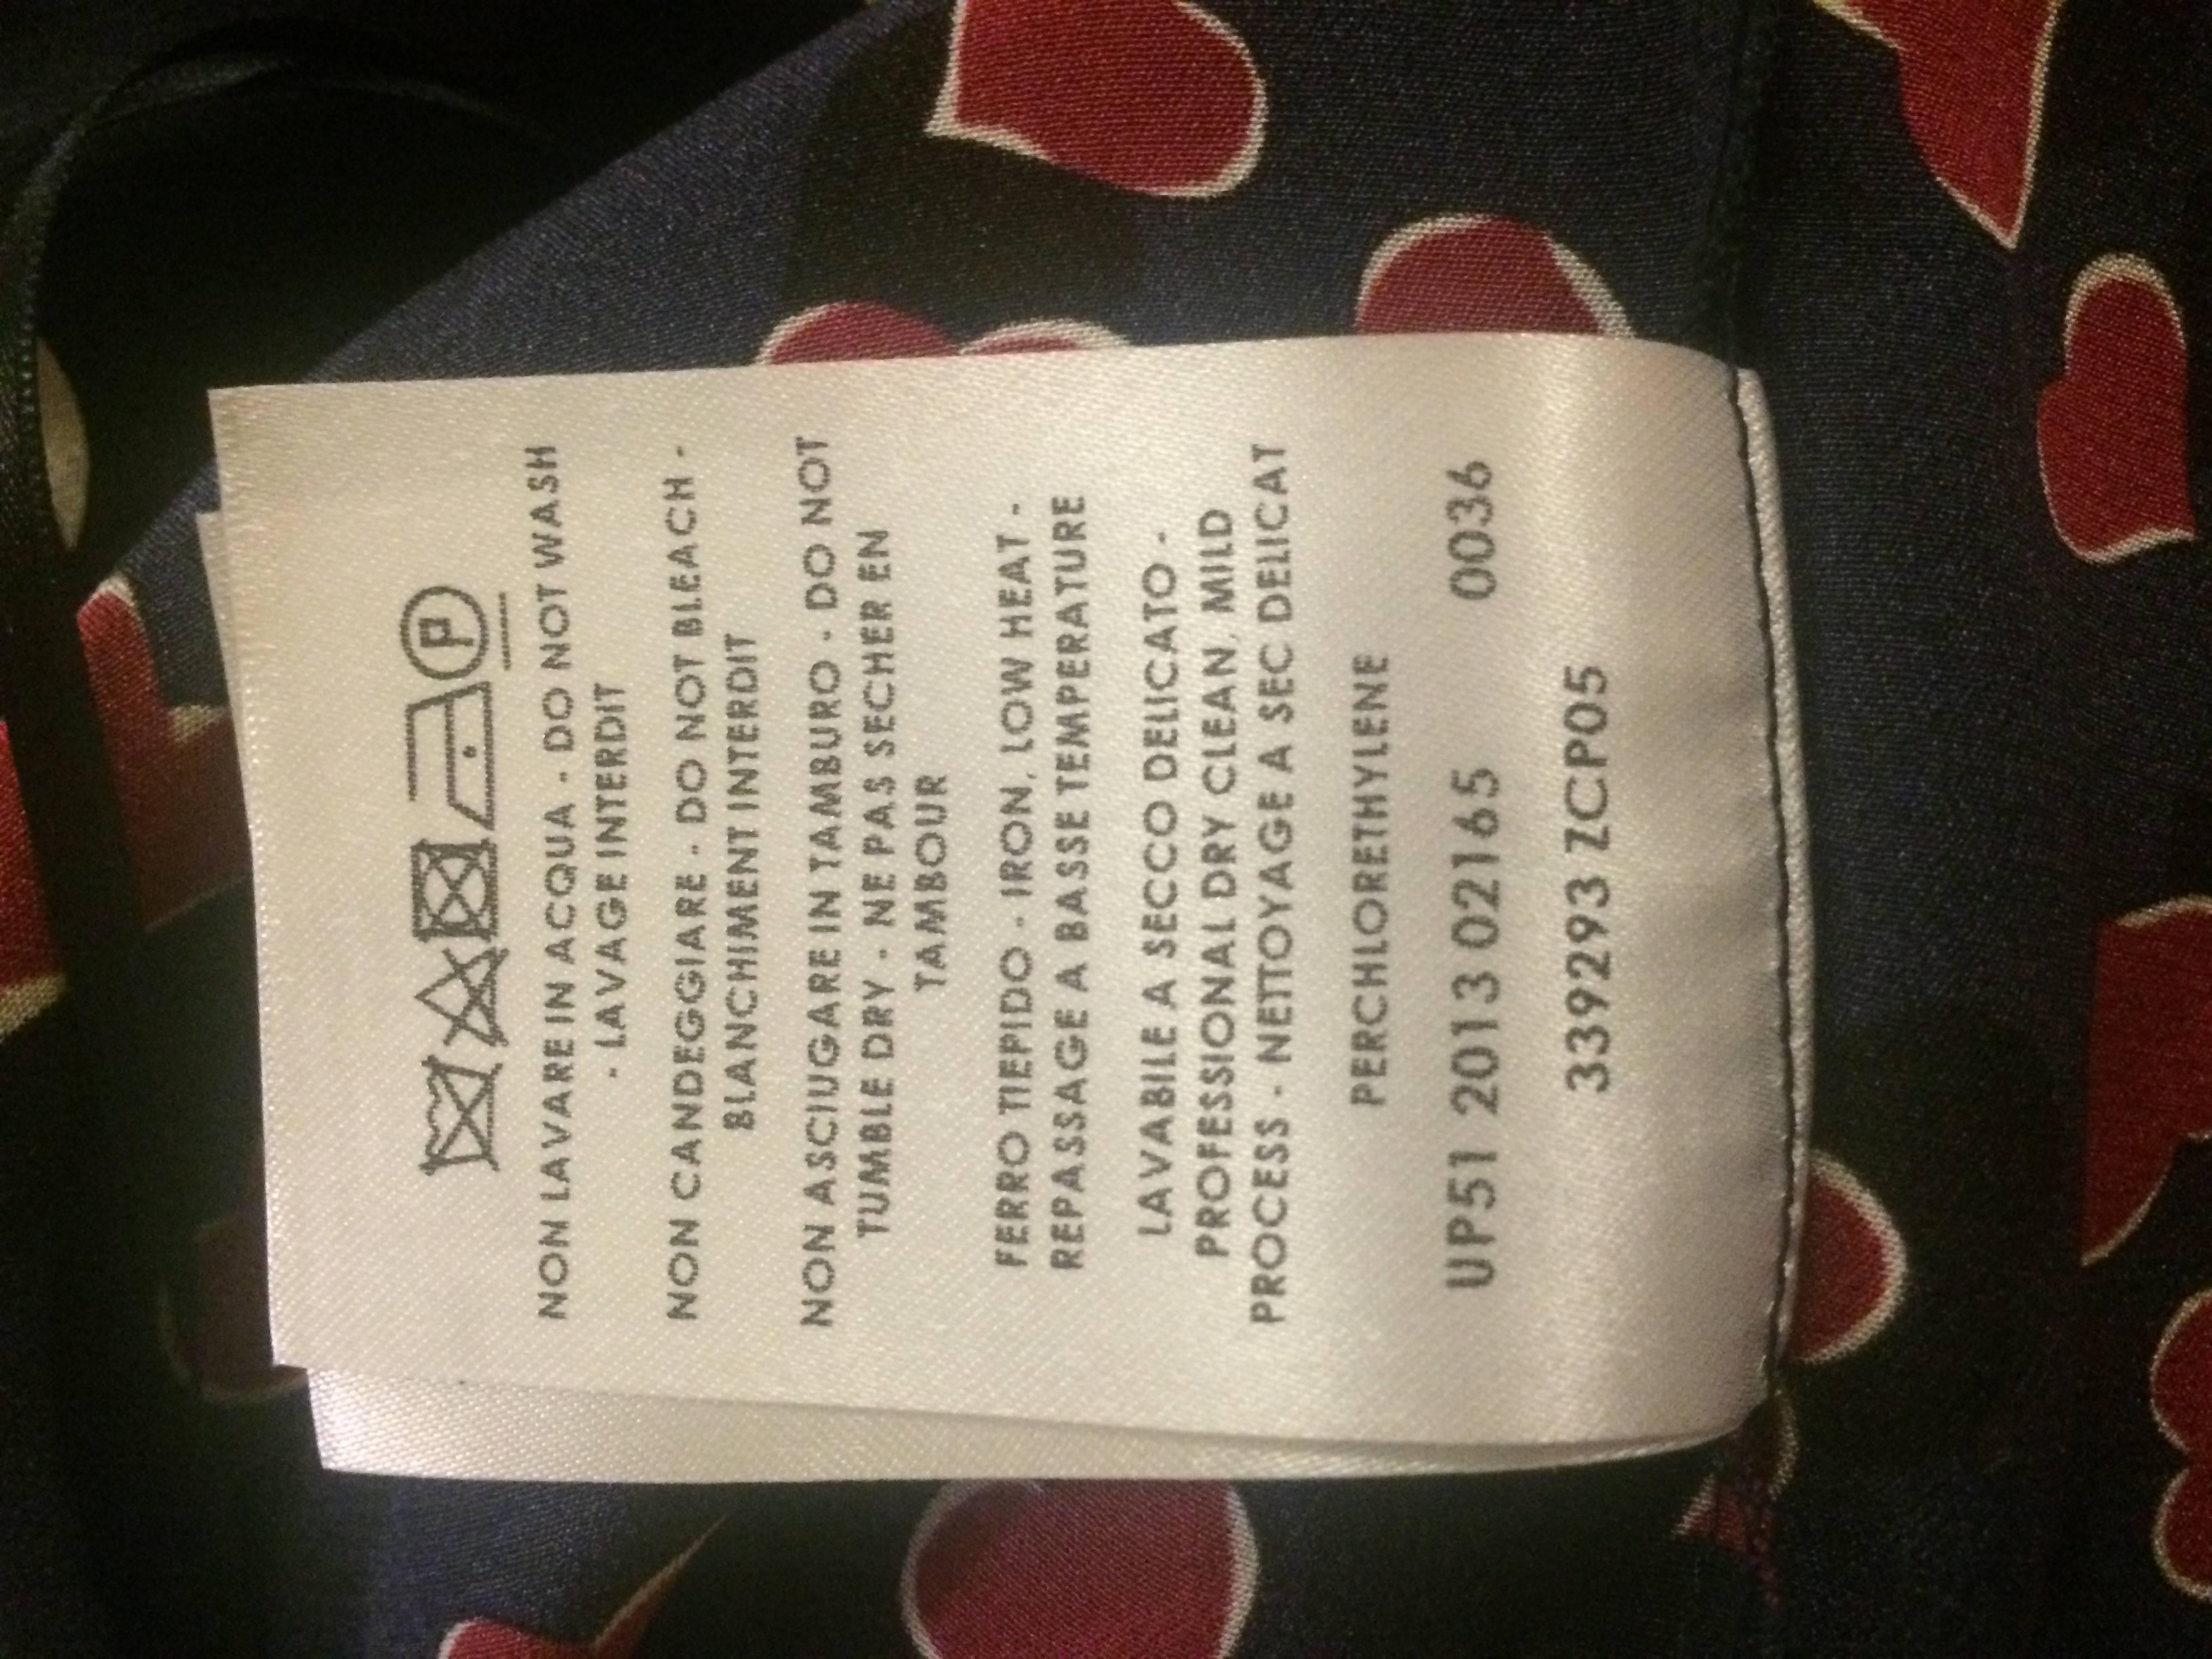 P
NON LAVARE IN ACQUA - DO NOT WASH
- LAVAGE INTERDIT
NON CANDEGGIARE - DO NOT BLEACH -
BLANCHIMENT INTERDIT
NON ASCIUGARE IN TAMBURO - DO NOT
TUMBLE DRY - NE PAS SECHER EN
TAMBOUR
FERRO TIEPIDO - IRON, LOW HEAT -
REPASSAGE A BASSE TEMPERATURE
LAVABILE A SECCO DELICATO -
PROFESSIONAL DRY CLEAN, MILD
PROCESS - NETTOYAGE A SEC DELICAT
PERCHLORETHYLENE
UP51 2013 02165 0036
339293 ZCP05